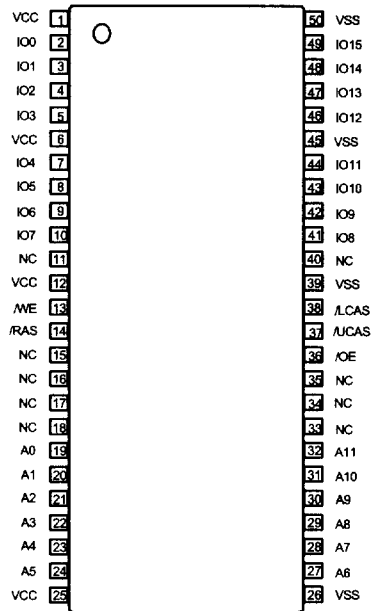 VCC 1 50 VSS
IO0 2 49 IO15
IO1 3 48 IO14
IO2 4 47 IO13
IO3 5 46 IO12
VCC 6 45 VSS
IO4 7 44 IO11
IO5 8 43 IO10
IO6 9 42 IO9
IO7 10 41 IO8
NC 11 40 NC
VCC 12 39 VSS
/WE 13 38 /LCAS
/RAS 14 37 /UCAS
NC 15 36 /OE
NC 16 35 NC
NC 17 34 NC
NC 18 33 NC
A0 19 32 A11
A1 20 31 A10
A2 21 30 A9
A3 22 29 A8
A4 23 28 A7
A5 24 27 A6
VCC 25 26 VSS